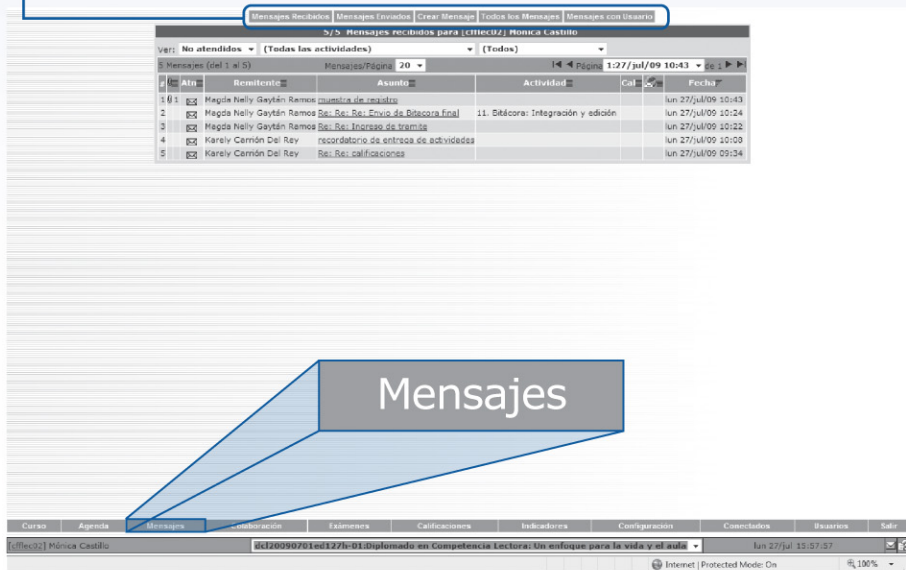 Mensajes Recibidos Mensajes Enviados Crear Mensaje Todos los Mensajes Mensajes con Usuario
5/5 Mensajes recibidos para [cfflec02] Mónica Castillo
Ver: No atendidos (Todas las actividades) (Todos)
5 Mensajes (del 1 al 5) Mensajes/Página 20 Página 1:27/jul/09 10:43 de 1
# Atn Remitente Asunto Actividad Cal Fecha
1 1 Magda Nelly Gaytán Ramos muestra de registro lun 27/jul/09 10:43
2 Magda Nelly Gaytán Ramos Re: Re: Re: Envio de Bitacora final 11. Bitácora: Integración y edición lun 27/jul/09 10:24
3 Magda Nelly Gaytán Ramos Re: Re: Ingreso de tramite lun 27/jul/09 10:22
4 Karely Carrión Del Rey recordatorio de entrega de actividades lun 27/jul/09 10:08
5 Karely Carrión Del Rey Re: Re: calificaciones lun 27/jul/09 09:34
Mensajes
Curso Agenda Mensajes Colaboración Exámenes Calificaciones Indicadores Configuración Conectados Usuarios Salir
[cfflec02] Mónica Castillo dcl20090701ed127h-01:Diplomado en Competencia Lectora: Un enfoque para la vida y el aula lun 27/jul 15:57:57
Internet | Protected Mode: On 100%